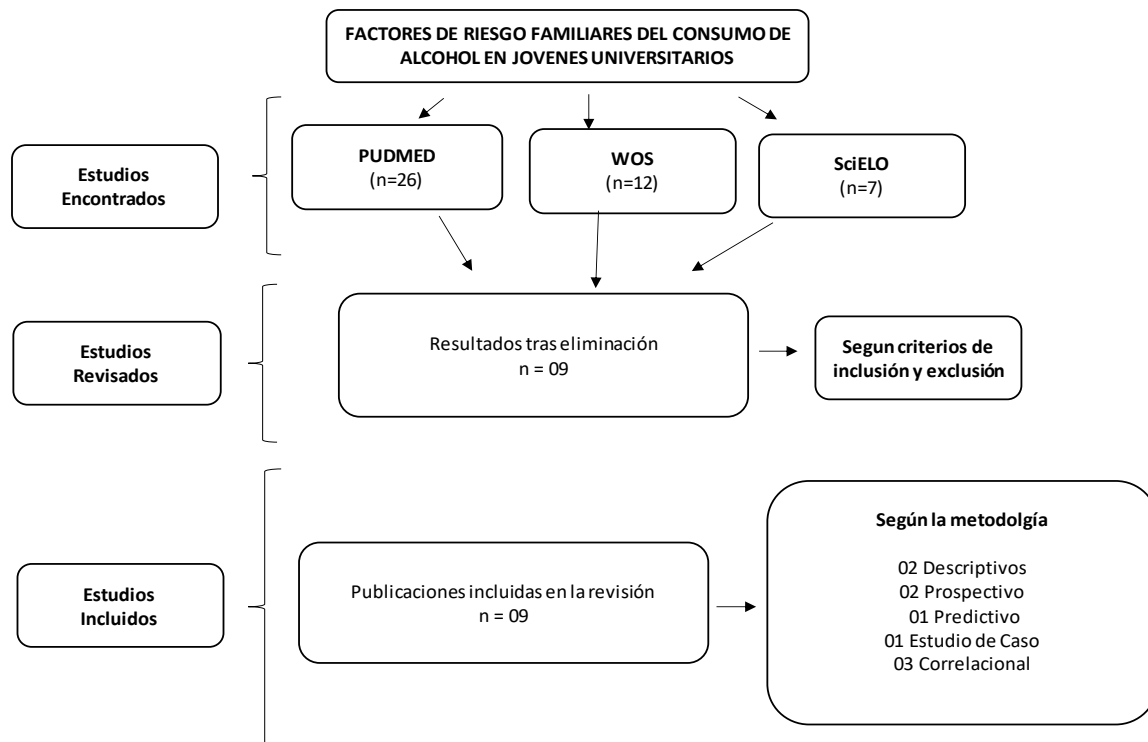 FACTORES DE RIESGO FAMILIARES DEL CONSUMO DE
ALCOHOL EN JOVENES UNIVERSITARIOS
Estudios
Encontrados
PUDMED
(n=26)
WOS
(n=12)
SciELO
(n=7)
Estudios
Revisados
Resultados tras eliminación
n = 09
Segun criterios de
inclusión y exclusión
Estudios
Incluidos
Publicaciones incluidas en la revisión
n = 09
Según la metodolgía
02 Descriptivos
02 Prospectivo
01 Predictivo
01 Estudio de Caso
03 Correlacional